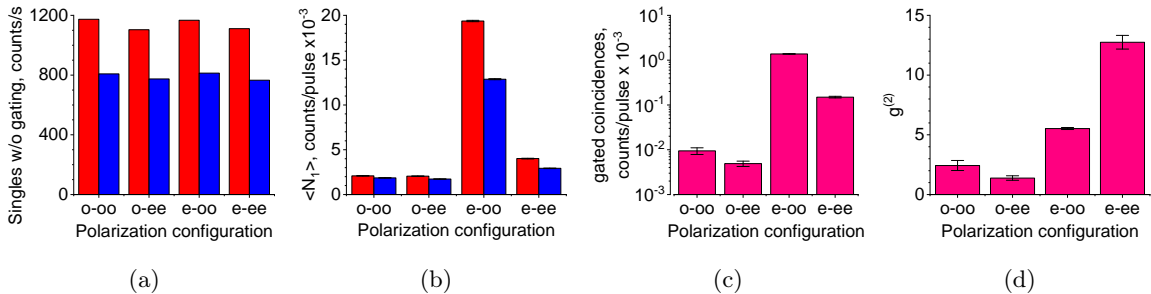 Singles w/o gating, counts/s
1200
800
400
0
o-oo o-ee e-oo e-ee
Polarization configuration
(a)
<N₁>, counts/pulse x10⁻³
20
15
10
5
0
o-oo o-ee e-oo e-ee
Polarization configuration
(b)
gated coincidences,
counts/pulse x 10⁻³
10¹
10⁰
10⁻¹
10⁻²
10⁻³
o-oo o-ee e-oo e-ee
Polarization configuration
(c)
g⁽²⁾
15
10
5
0
o-oo o-ee e-oo e-ee
Polarization configuration
(d)